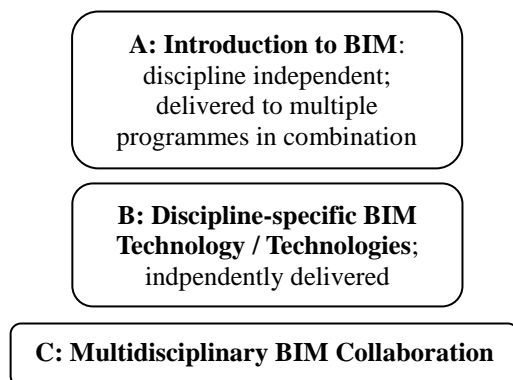 A: Introduction to BIM:
discipline independent;
delivered to multiple
programmes in combination
B: Discipline-specific BIM
Technology / Technologies;
indpendently delivered
C: Multidisciplinary BIM Collaboration